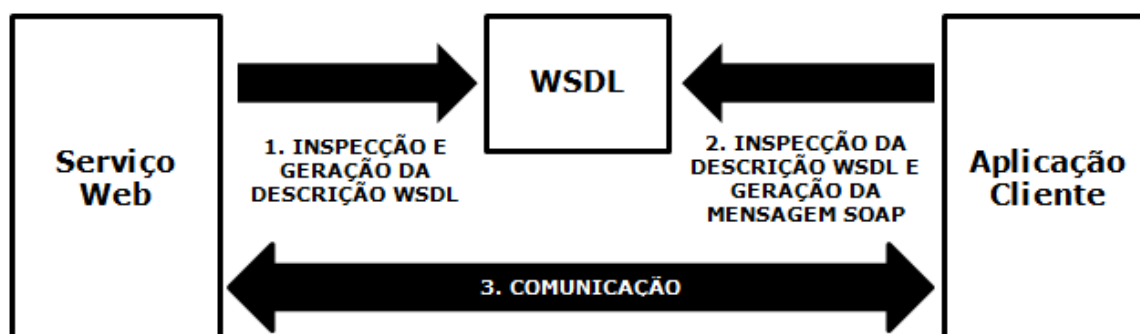 Serviço
Web
1. INSPECÇÃO E
GERAÇÃO DA
DESCRIÇÃO WSDL
WSDL
2. INSPECÇÃO DA
DESCRIÇÃO WSDL E
GERAÇÃO DA
MENSAGEM SOAP
Aplicação
Cliente
3. COMUNICAÇÃO